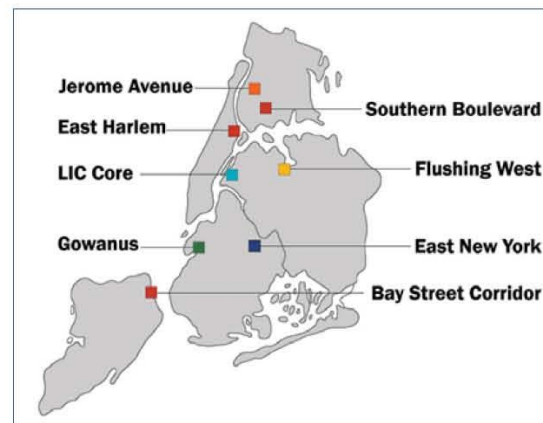 Jerome Avenue
Southern Boulevard
East Harlem
LIC Core
Flushing West
Gowanus
East New York
Bay Street Corridor